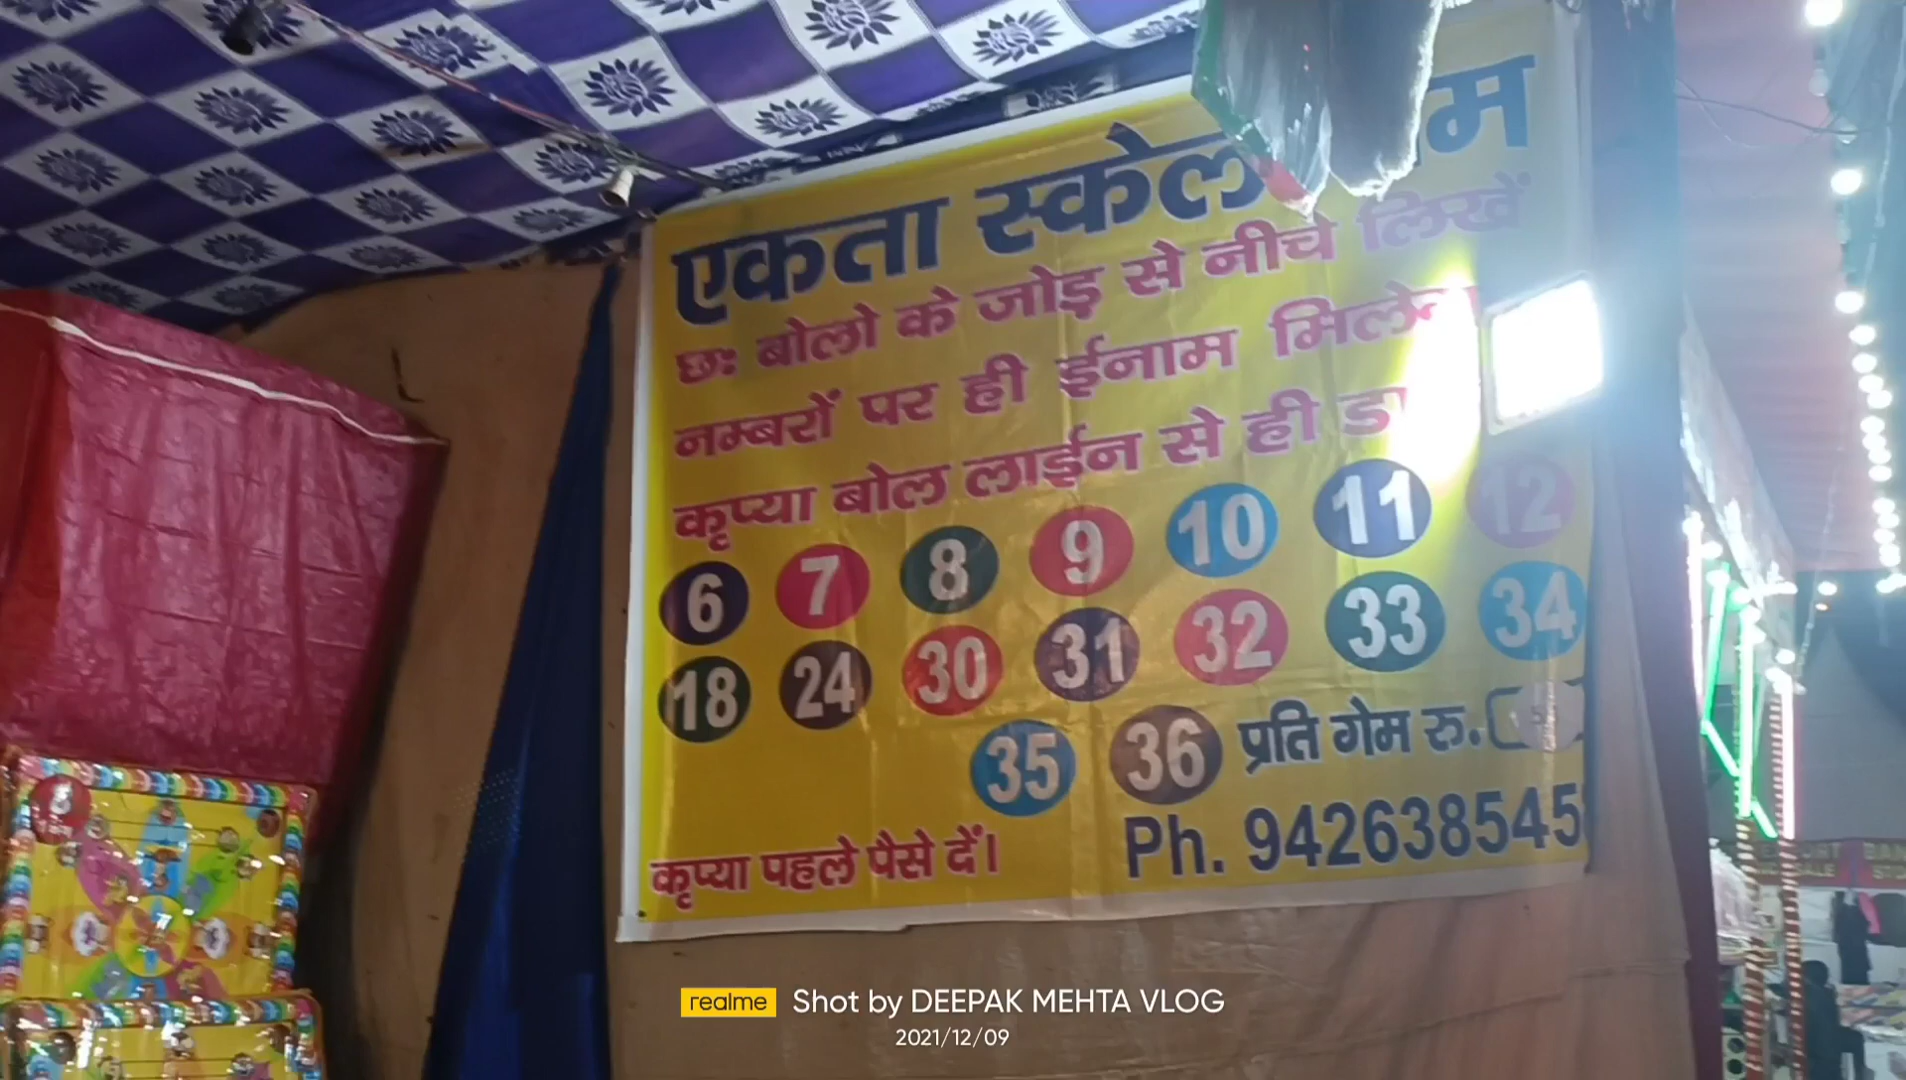 एकता स्केल
छः बोलो के जोड़ से नीचे लिखें
नम्बरों पर ही ईनाम मिलेगा
कृप्या बोल लाईन से ही
6 7 8 9 10 11 12
18 24 30 31 32 33 34
35 36 प्रति गेम रु.
कृप्या पहले पैसे दें।
Ph. 942638545
realme Shot by DEEPAK MEHTA VLOG
2021/12/09